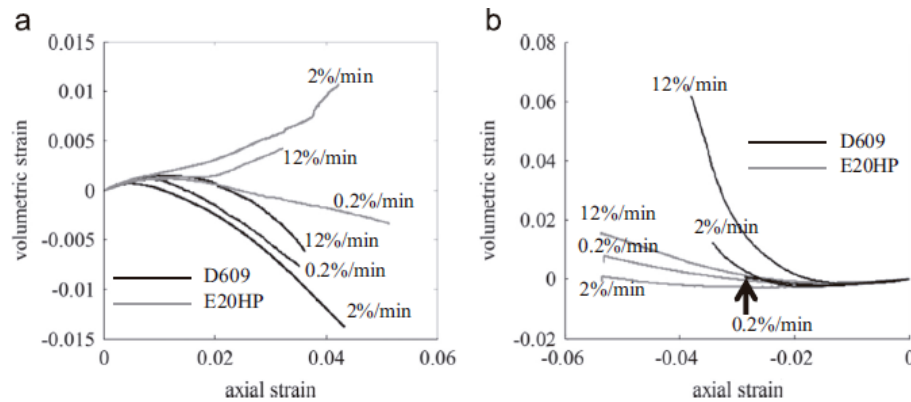 a
0.015
0.01
0.005
0
-0.005
-0.01
-0.015
volumetric strain
2%/min
12%/min
0.2%/min
12%/min
0.2%/min
2%/min
D609
E20HP
0
0.02
0.04
0.06
axial strain
b
0.08
0.06
0.04
0.02
0
-0.02
volumetric strain
12%/min
D609
E20HP
12%/min
2%/min
0.2%/min
2%/min
0.2%/min
-0.06
-0.04
-0.02
0
axial strain